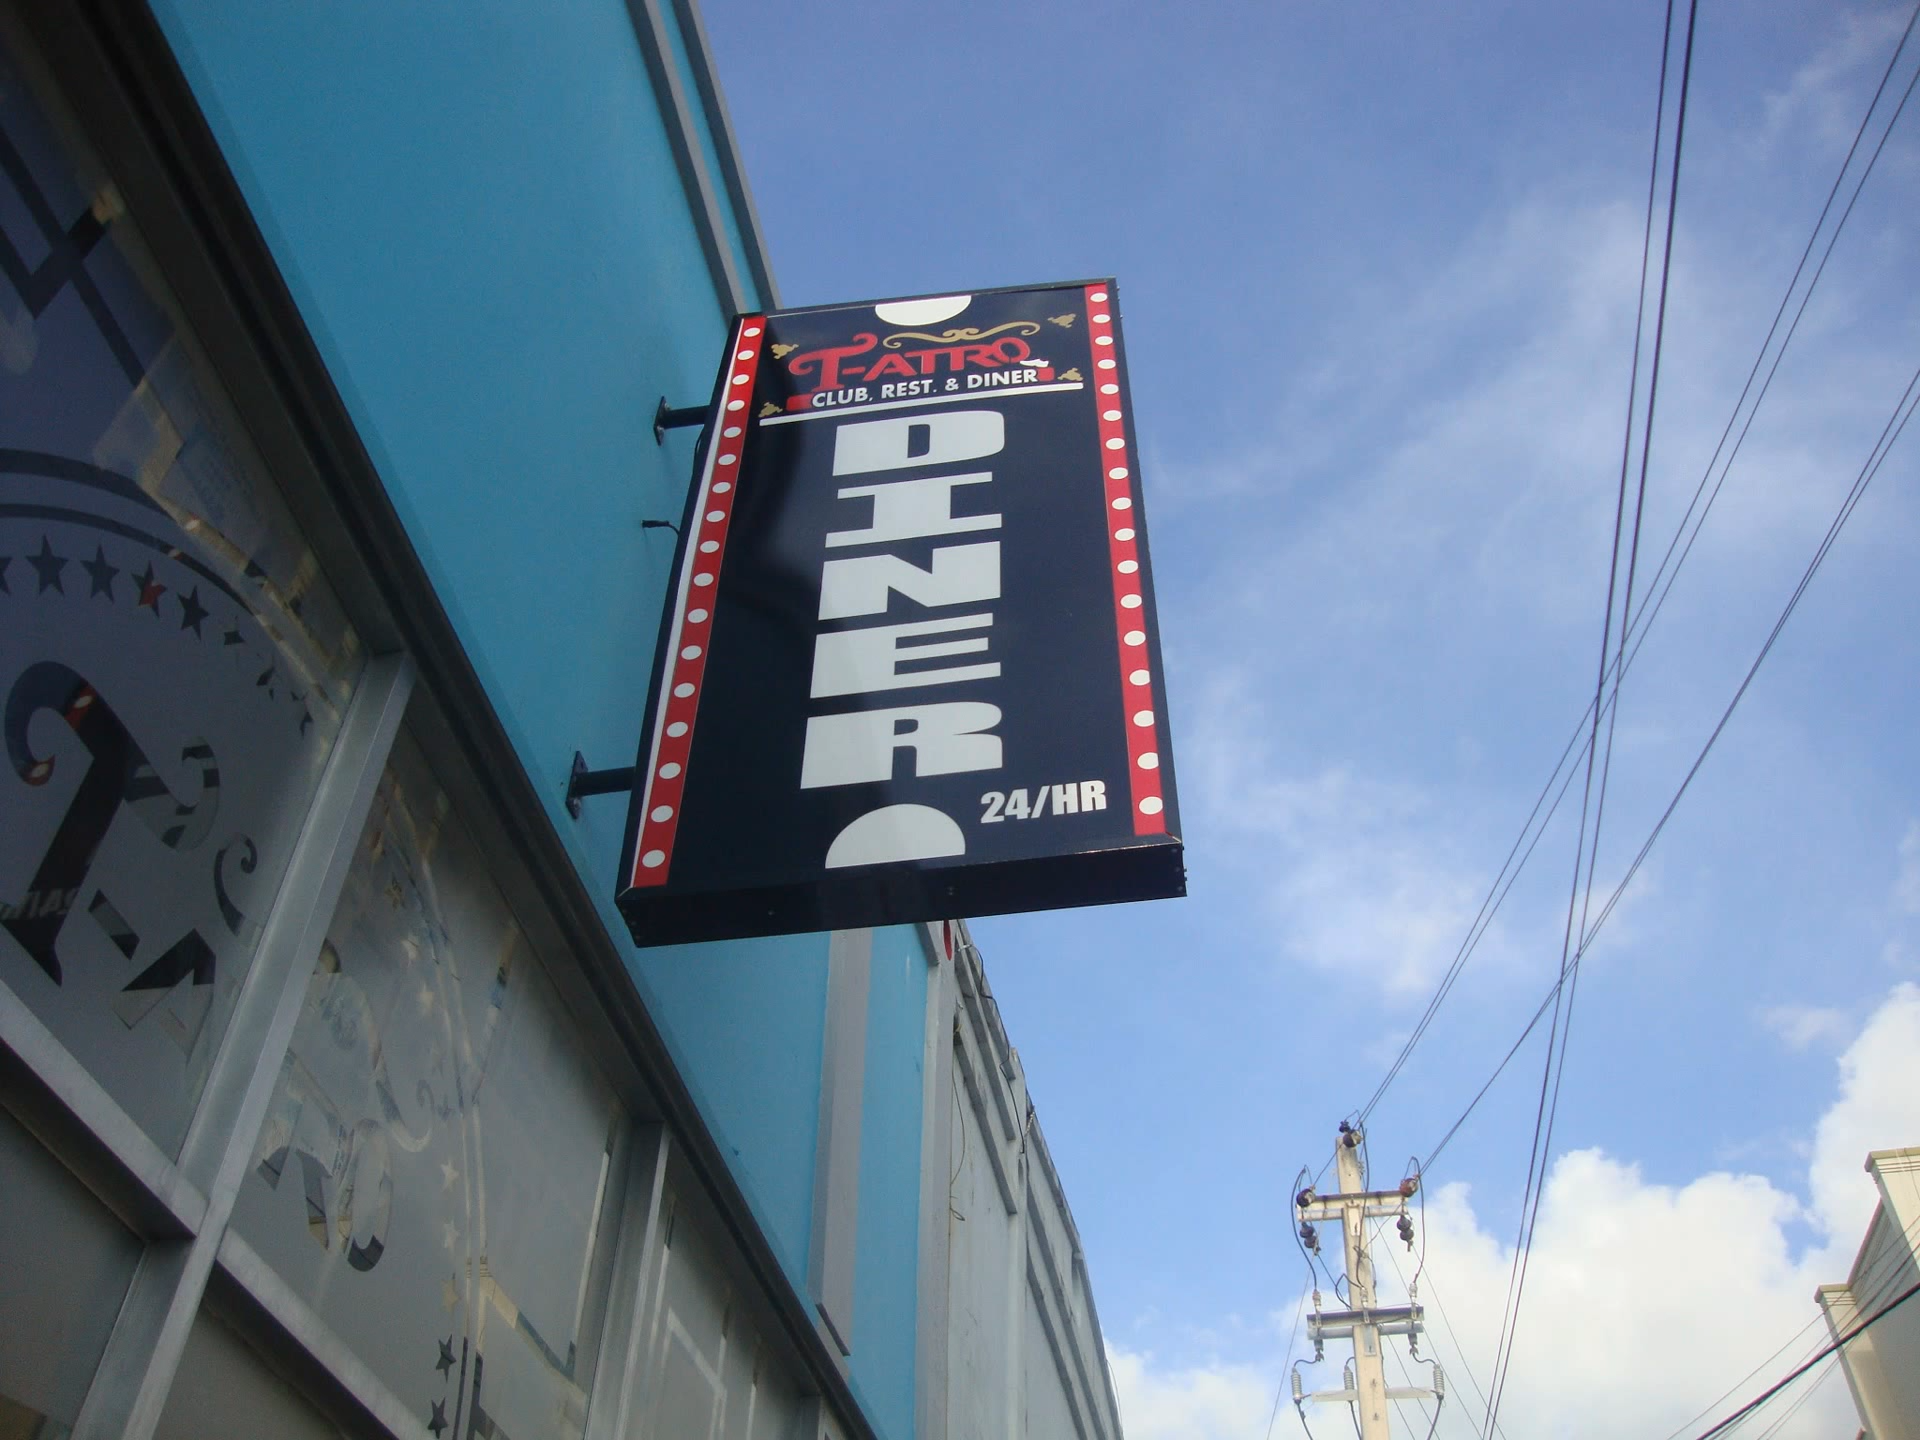 T-ATRO
CLUB, REST. & DINER
DINER
24/HR